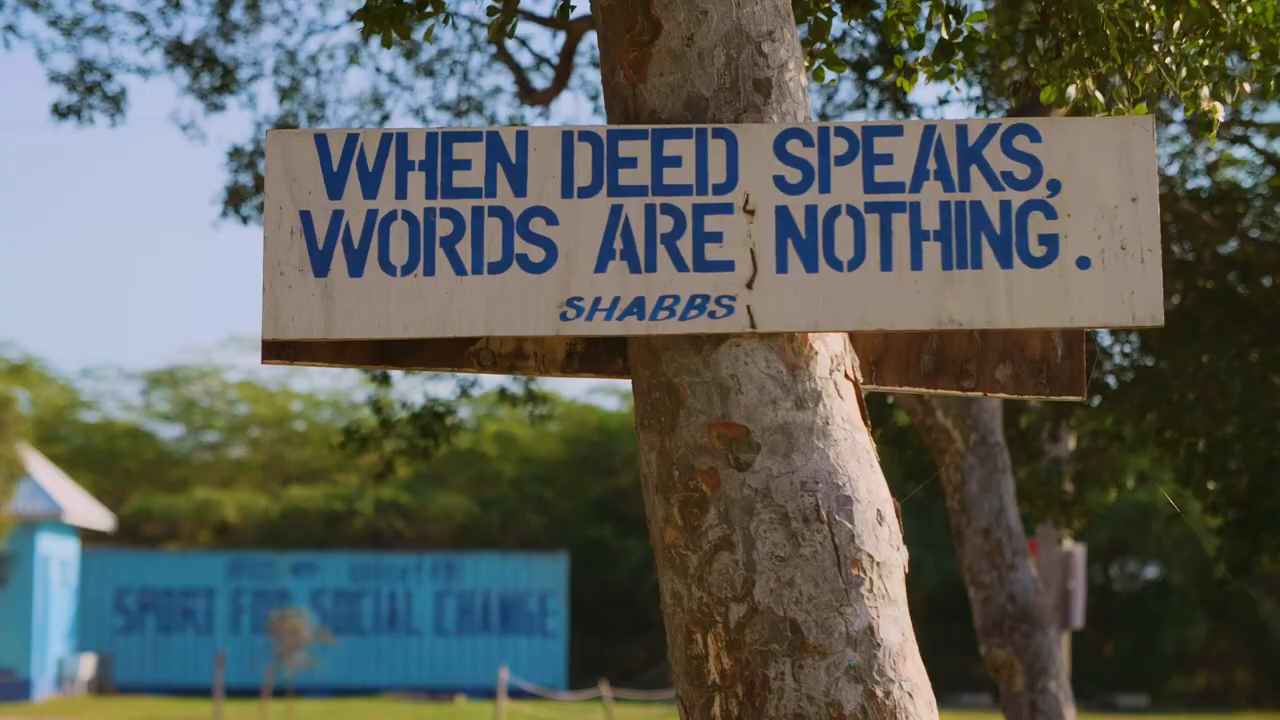 WHEN DEED SPEAKS,
WORDS ARE NOTHING.
SHABBS
SPORT FOR SOCIAL CHANGE